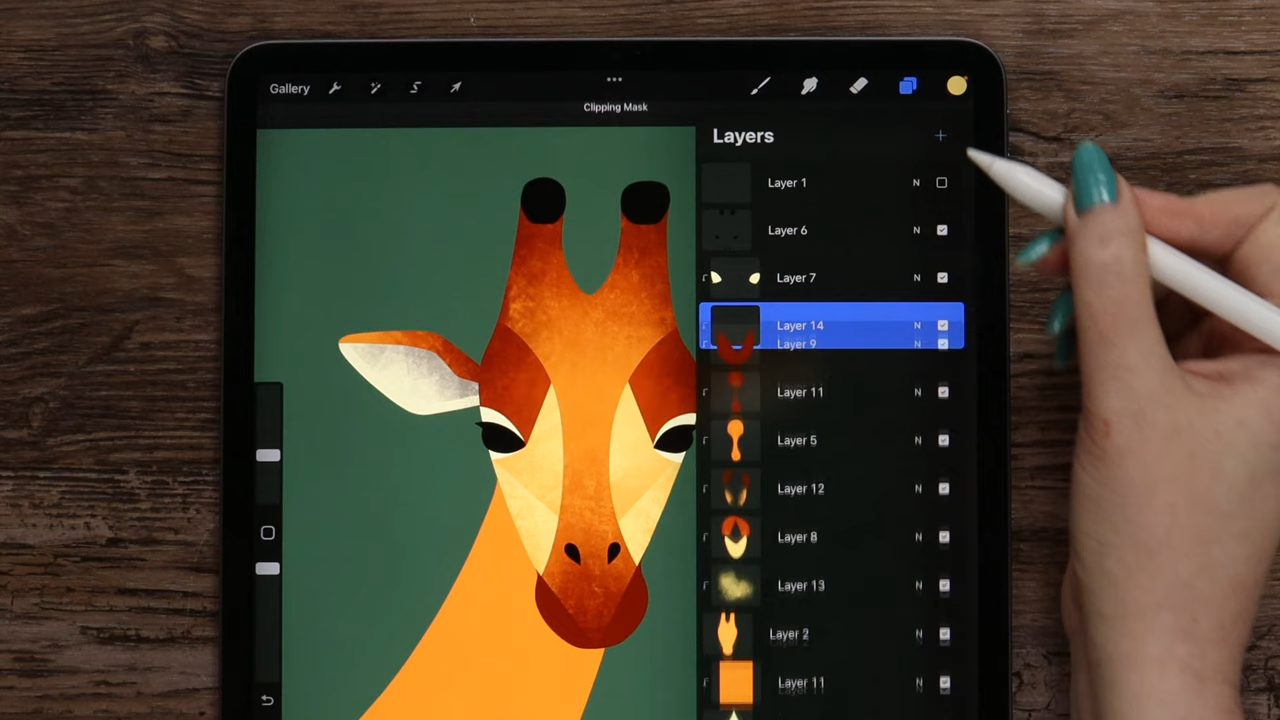 Gallery
Clipping Mask
Layers
Layer 1 N
Layer 6 N
Layer 7 N
Layer 14 N
Layer 9 N
Layer 11 N
Layer 5 N
Layer 12 N
Layer 8 N
Layer 13 N
Layer 2 N
Layer 11 N